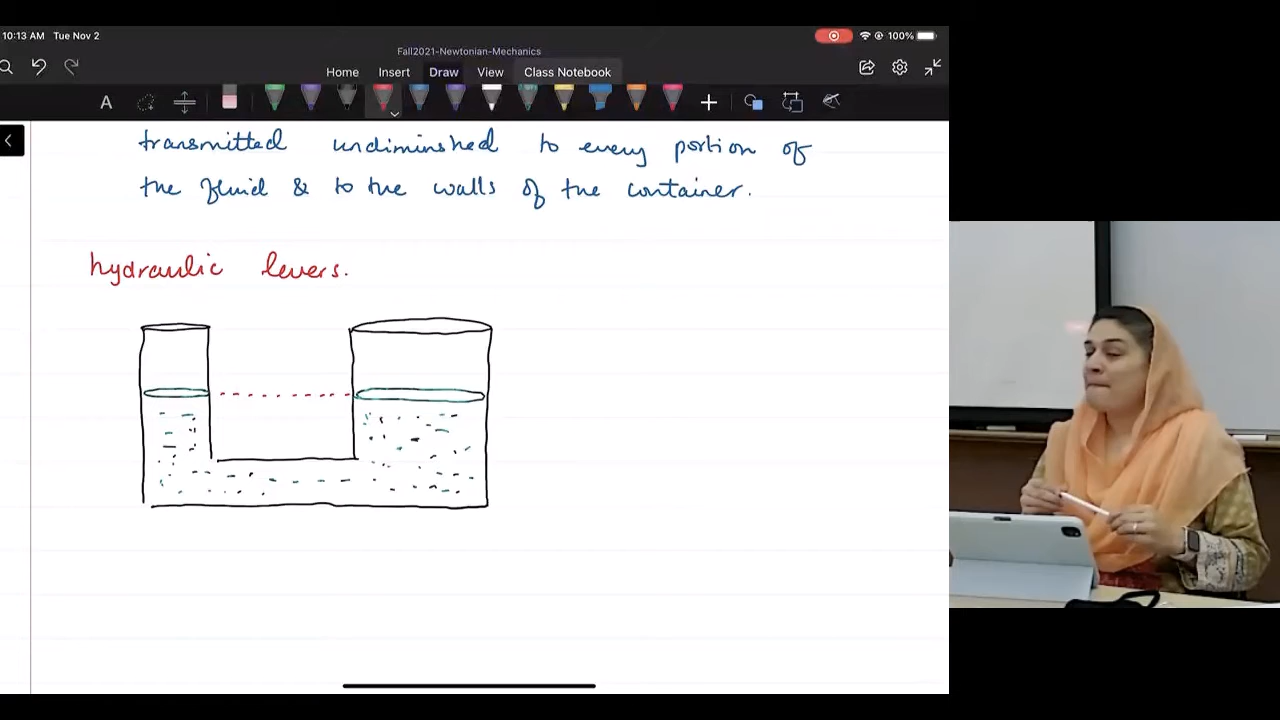 10:13 AM Tue Nov 2
100%
Fall2021-Newtonian-Mechanics
Home Insert Draw View Class Notebook
A
transmitted undiminshed to every portion of
the fluid & to the walls of the container.
hydraulic levers.